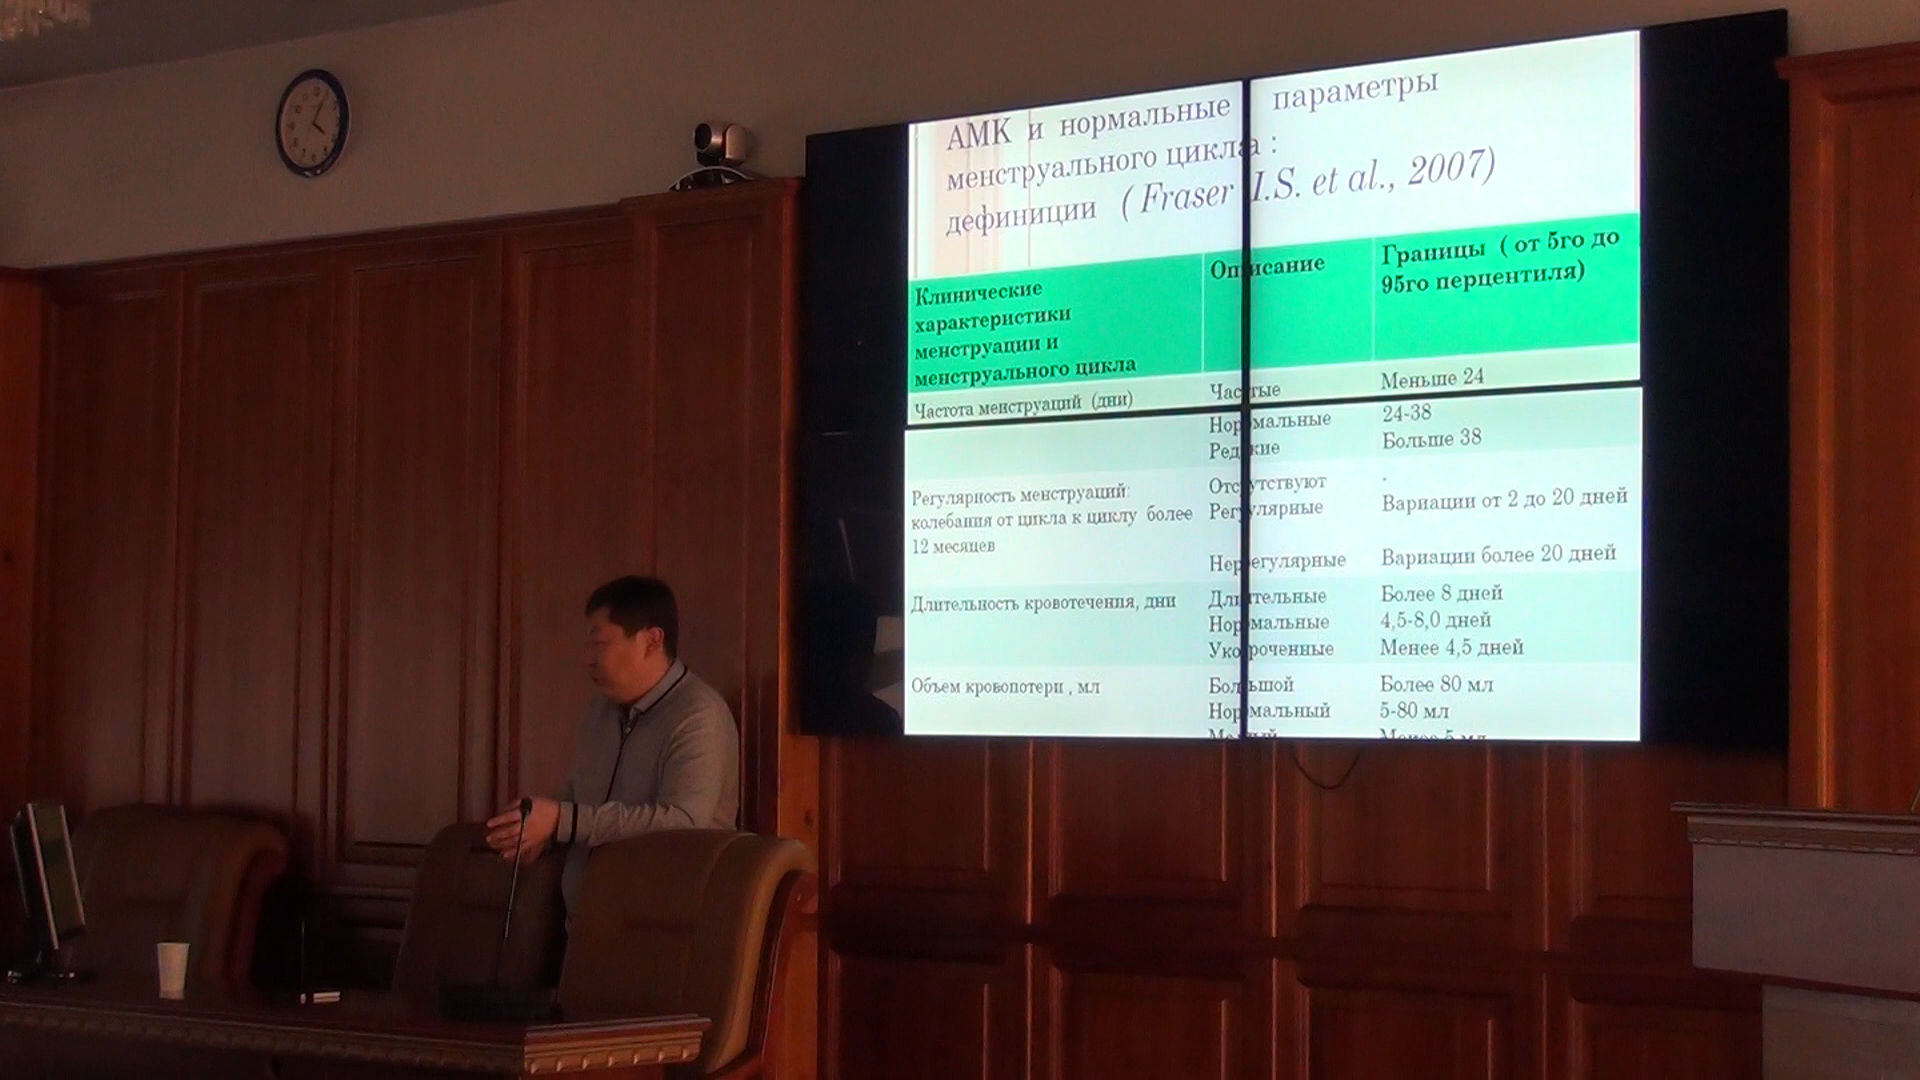 АМК и нормальные параметры
менструального цикла :
дефиниции ( Fraser I.S. et al., 2007)
Клинические
характеристики
менструации и
менструального цикла
Описание
Границы ( от 5го до
95го перцентиля)
Частота менструаций (дни)
Частые
Меньше 24
Нормальные
24-38
Редкие
Больше 38
Регулярность менструаций:
колебания от цикла к циклу более
12 месяцев
Отсутствуют
-
Регулярные
Вариации от 2 до 20 дней
Нерегулярные
Вариации более 20 дней
Длительность кровотечения, дни
Длительные
Более 8 дней
Нормальные
4,5-8,0 дней
Укороченные
Менее 4,5 дней
Объем кровопотери , мл
Большой
Более 80 мл
Нормальный
5-80 мл
Малый
Менее 5 мл